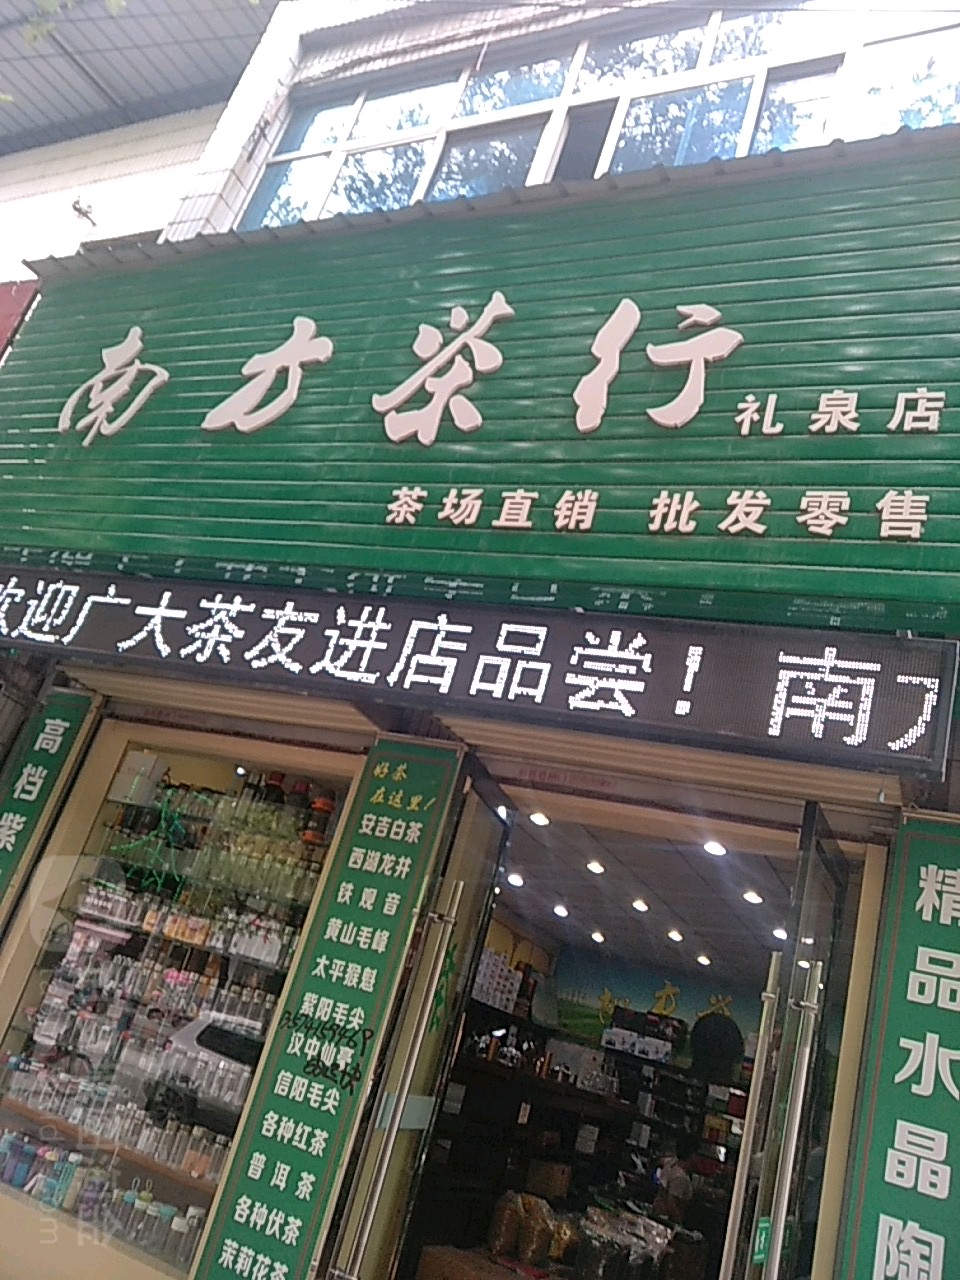 南方茶行
礼泉店
茶场直销 批发零售
欢迎广大茶友进店品尝！南方
高档紫
好茶
在这里！
安吉白茶
西湖龙井
铁观音
黄山毛峰
太平猴魁
紫阳毛尖
汉中仙毫
信阳毛尖
各种红茶
普洱茶
各种伏茶
茉莉花茶
精品水晶陶